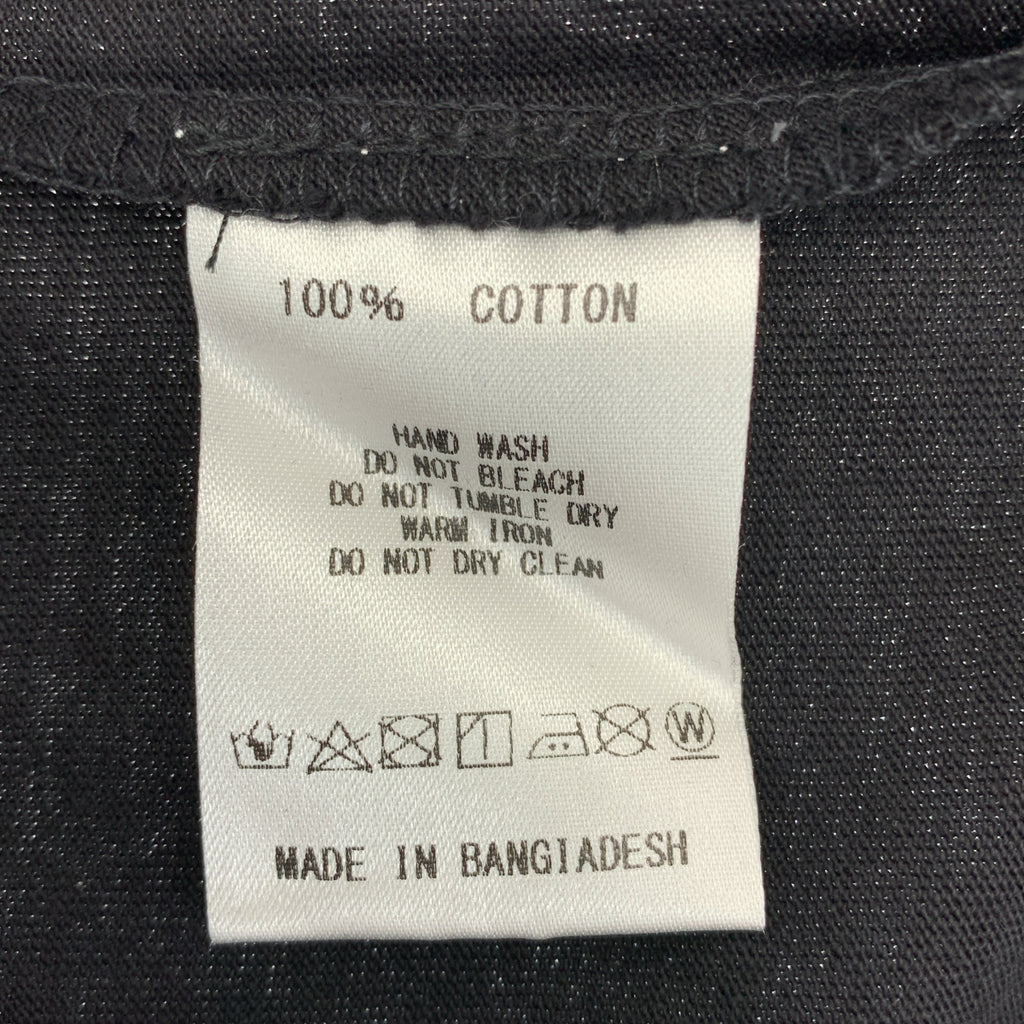 100% COTTON
HAND WASH
DO NOT BLEACH
DO NOT TUMBLE DRY
WARM IRON
DO NOT DRY CLEAN
W
MADE IN BANGIADESH